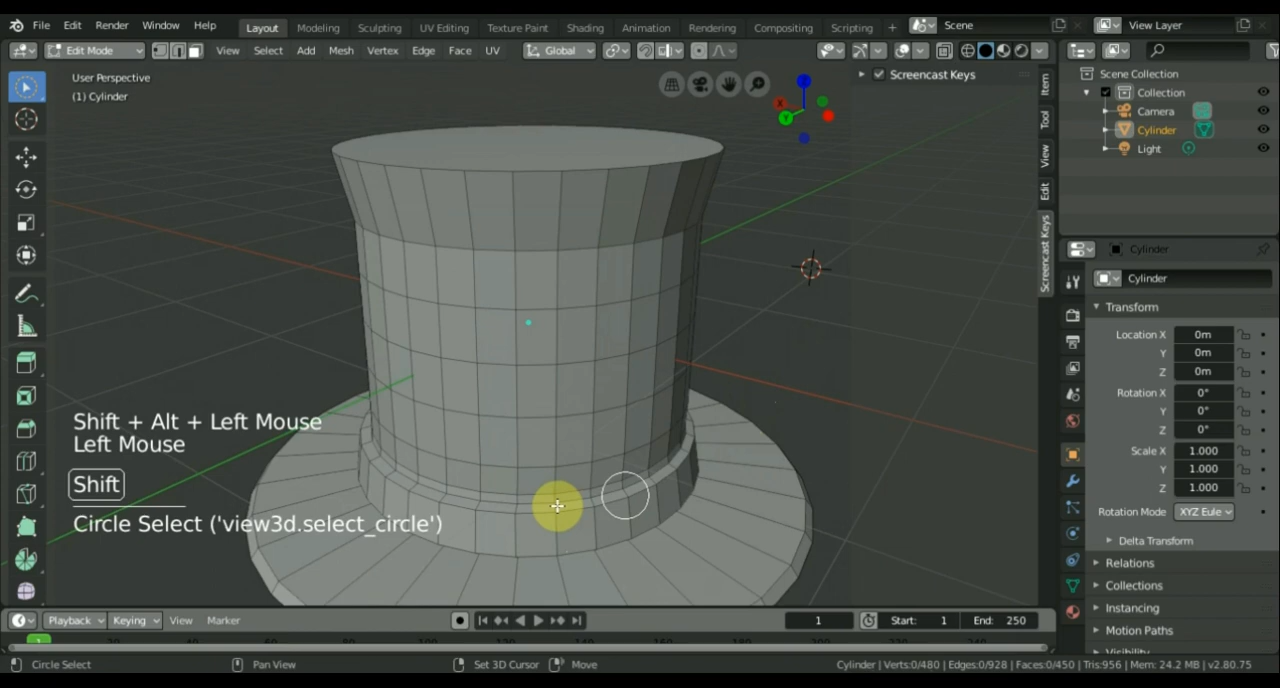 File Edit Render Window Help Layout Modeling Sculpting UV Editing Texture Paint Shading Animation Rendering Compositing Scripting + Scene View Layer
Edit Mode View Select Add Mesh Vertex Edge Face UV Global
User Perspective
(1) Cylinder
X
Y
Z
Screencast Keys
Item
Tool
View
Edit
Screencast Keys
Scene Collection
Collection
Camera
Cylinder
Light
Cylinder
Cylinder
Transform
Location X 0m
Y 0m
Z 0m
Rotation X 0°
Y 0°
Z 0°
Scale X 1.000
Y 1.000
Z 1.000
Rotation Mode XYZ Eule
Delta Transform
Relations
Collections
Instancing
Motion Paths
Shift + Alt + Left Mouse
Left Mouse
Shift
Circle Select ('view3d.select_circle')
Playback Keying View Marker 1 Start: 1 End: 250
1
Circle Select Pan View Set 3D Cursor Move Cylinder | Verts:0/480 | Edges:0/928 | Faces:0/450 | Tris:956 | Mem: 24.2 MB | v2.80.75